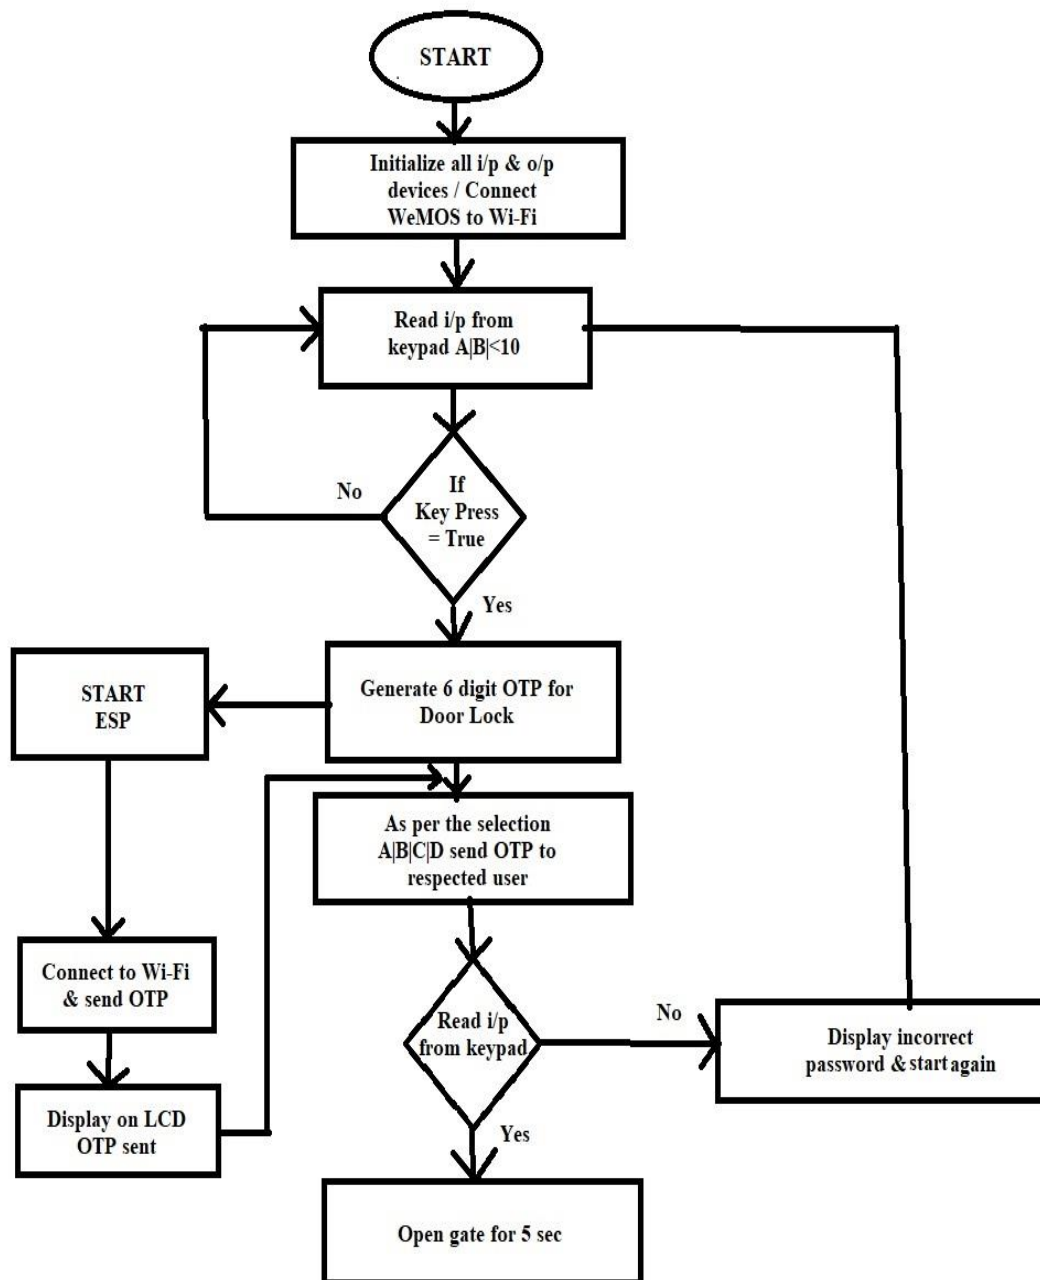 START
Initialize all i/p & o/p
devices / Connect
WeMOS to Wi-Fi
Read i/p from
keypad A|B|<10
No
If
Key Press
= True
Yes
START
ESP
Generate 6 digit OTP for
Door Lock
As per the selection
A|B|C|D send OTP to
respected user
Connect to Wi-Fi
& send OTP
Read i/p
from keypad
No
Display incorrect
password & start again
Display on LCD
OTP sent
Yes
Open gate for 5 sec